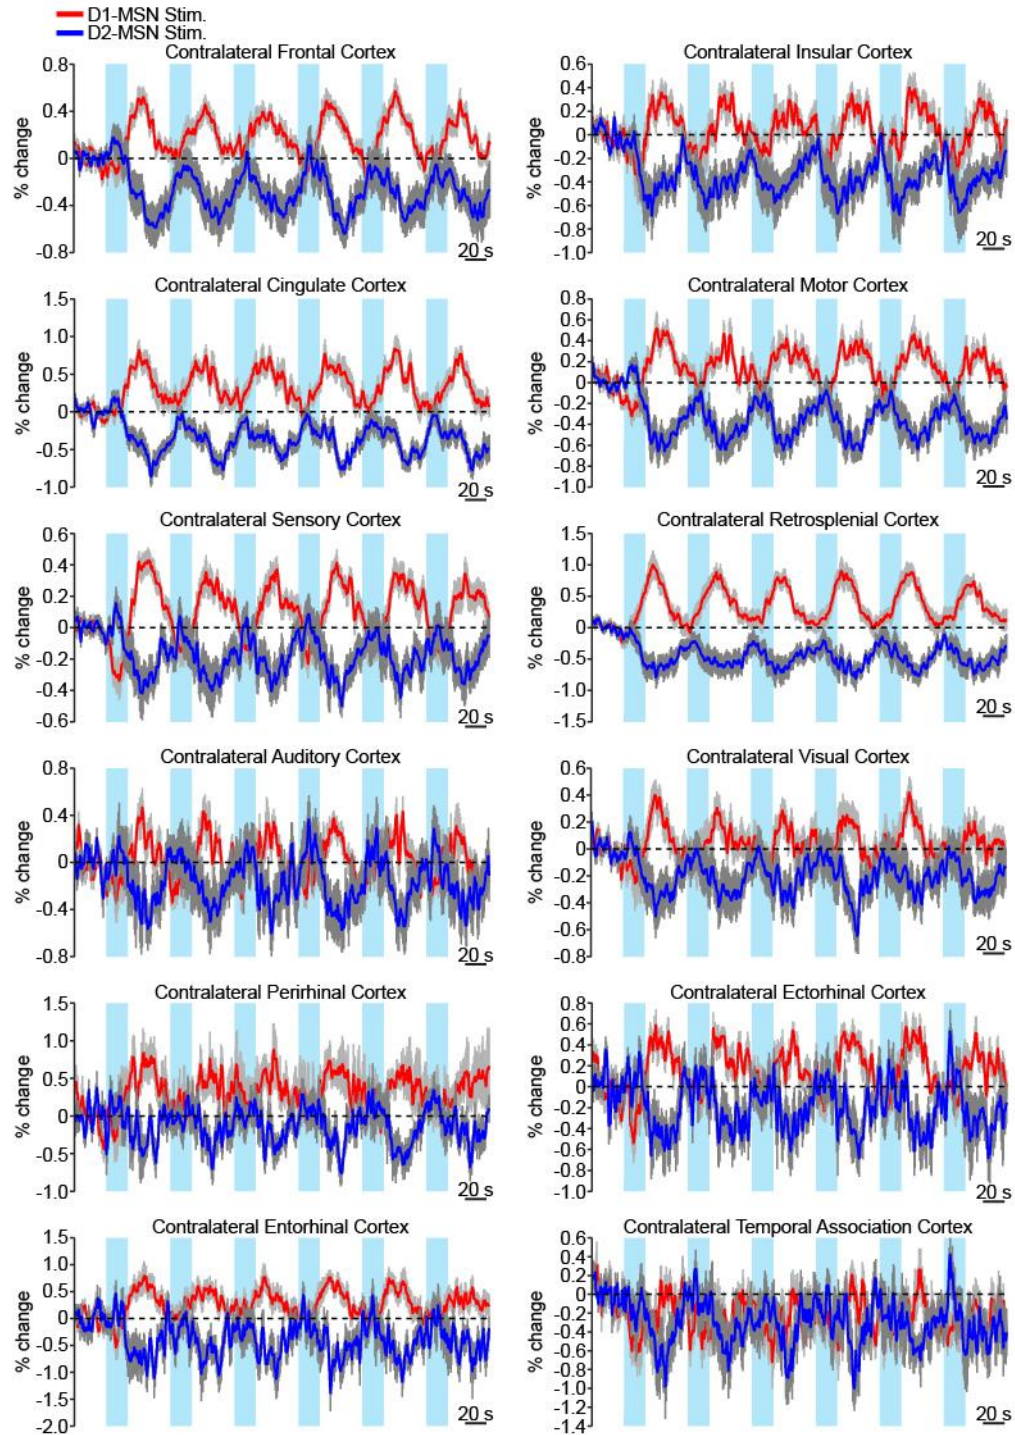 D1-MSN Stim.
D2-MSN Stim.
Contralateral Frontal Cortex
% change
0.8
0.4
0
-0.4
-0.8
20 s
Contralateral Insular Cortex
% change
0.6
0.4
0.2
0
-0.2
-0.4
-0.6
-0.8
-1.0
20 s
Contralateral Cingulate Cortex
% change
1.5
1.0
0.5
0
-0.5
-1.0
20 s
Contralateral Motor Cortex
% change
0.8
0.6
0.4
0.2
0
-0.2
-0.4
-0.6
-0.8
-1.0
20 s
Contralateral Sensory Cortex
% change
0.6
0.4
0.2
0
-0.2
-0.4
-0.6
20 s
Contralateral Retrosplenial Cortex
% change
1.5
1.0
0.5
0
-0.5
-1.0
-1.5
20 s
Contralateral Auditory Cortex
% change
0.8
0.4
0
-0.4
-0.8
20 s
Contralateral Visual Cortex
% change
0.6
0.4
0.2
0
-0.2
-0.4
-0.6
-0.8
20 s
Contralateral Perirhinal Cortex
% change
1.5
1.0
0.5
0
-0.5
-1.0
20 s
Contralateral Ectorhinal Cortex
% change
0.8
0.6
0.4
0.2
0
-0.2
-0.4
-0.6
-0.8
-1.0
20 s
Contralateral Entorhinal Cortex
% change
1.5
1.0
0.5
0
-0.5
-1.0
-1.5
-2.0
20 s
Contralateral Temporal Association Cortex
% change
0.6
0.2
0
-0.2
-0.4
-0.6
-0.8
-1.0
-1.2
-1.4
20 s